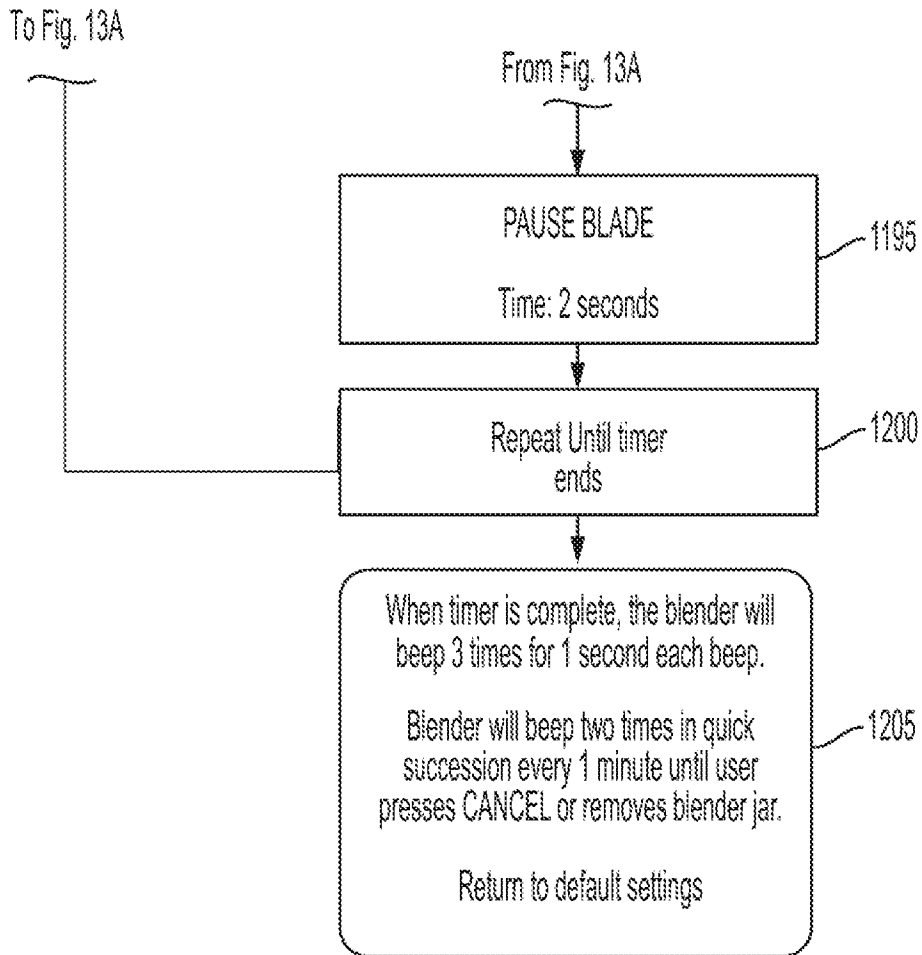 To Fig. 13A
From Fig. 13A
PAUSE BLADE
Time: 2 seconds
1195
Repeat Until timer
ends
1200
When timer is complete, the blender will
beep 3 times for 1 second each beep.
Blender will beep two times in quick
succession every 1 minute until user
presses CANCEL or removes blender jar.
Return to default settings
1205